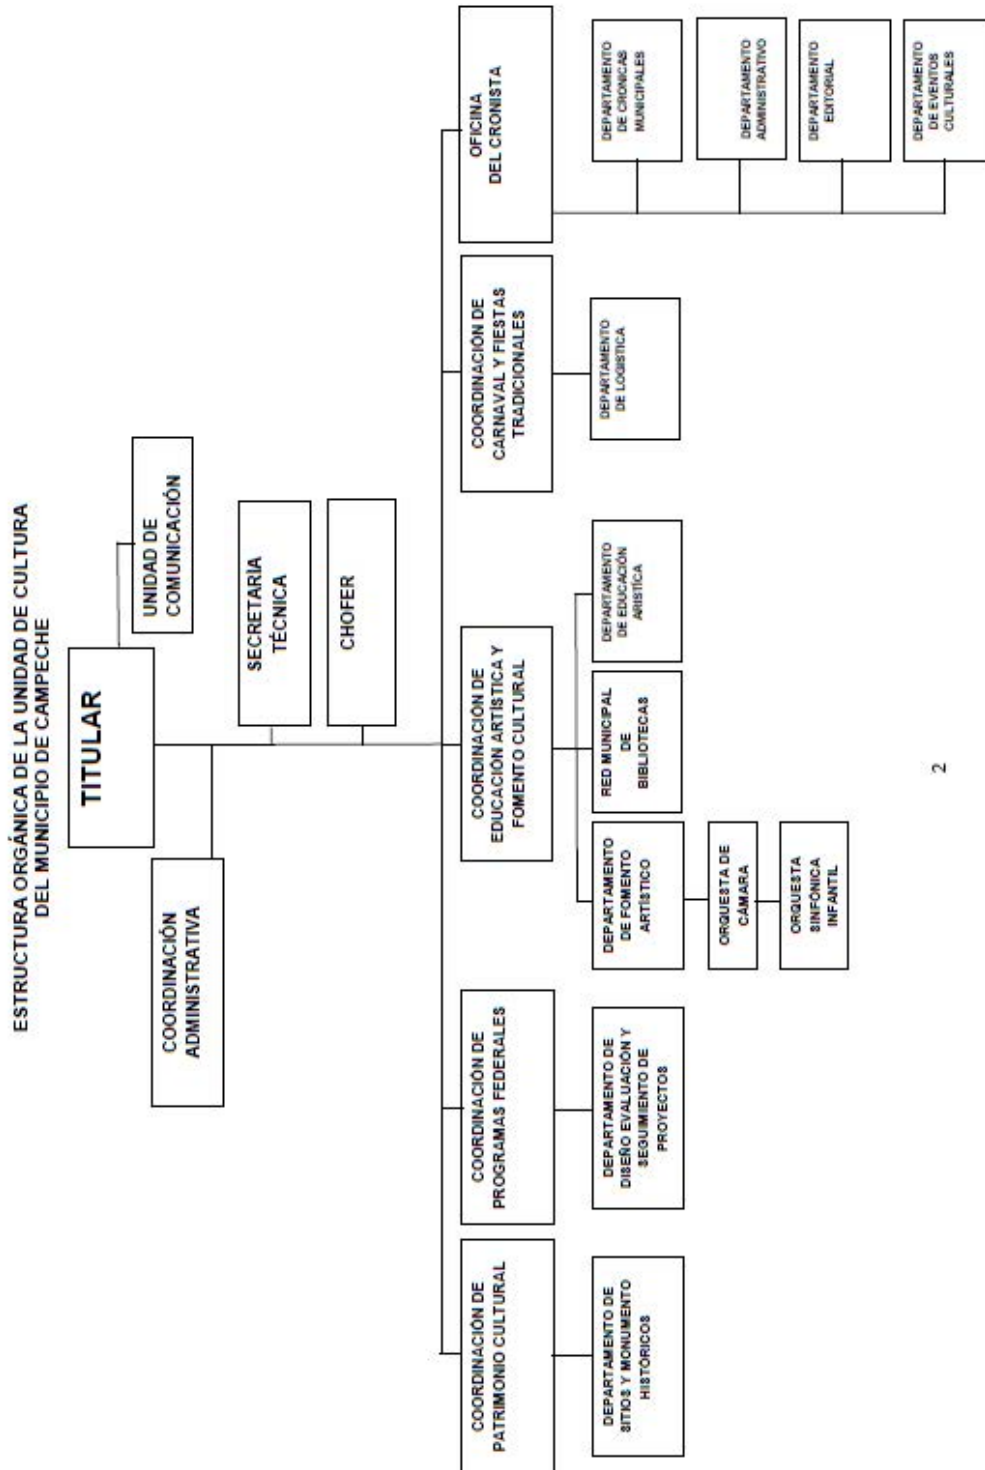 ESTRUCTURA ORGÁNICA DE LA UNIDAD DE CULTURA
DEL MUNICIPIO DE CAMPECHE
TITULAR
UNIDAD DE
COMUNICACIÓN
COORDINACIÓN
ADMINISTRATIVA
SECRETARÍA
TÉCNICA
CHOFER
COORDINACIÓN DE
PATRIMONIO CULTURAL
COORDINACIÓN DE
PROGRAMAS FEDERALES
COORDINACIÓN DE
EDUCACIÓN ARTÍSTICA Y
FOMENTO CULTURAL
COORDINACIÓN DE
CARNAVAL Y FIESTAS
TRADICIONALES
OFICINA
DEL CRONISTA
DEPARTAMENTO DE
SITIOS Y MONUMENTO
HISTÓRICOS
DEPARTAMENTO DE
DISEÑO EVALUACIÓN Y
SEGUIMIENTO DE
PROYECTOS
DEPARTAMENTO
DE FOMENTO
ARTÍSTICO
RED MUNICIPAL
DE
BIBLIOTECAS
DEPARTAMENTO
DE EDUCACIÓN
ARISTÍCA
DEPARTAMENTO
DE LOGISTICA
DEPARTAMENTO
DE CRONICAS
MUNICIPALES
DEPARTAMENTO
ADMINISTRATIVO
DEPARTAMENTO
EDITORIAL
DEPARTAMENTO
DE EVENTOS
CULTURALES
ORQUESTA DE
CÁMARA
ORQUESTA
SINFÓNICA
INFANTIL
2